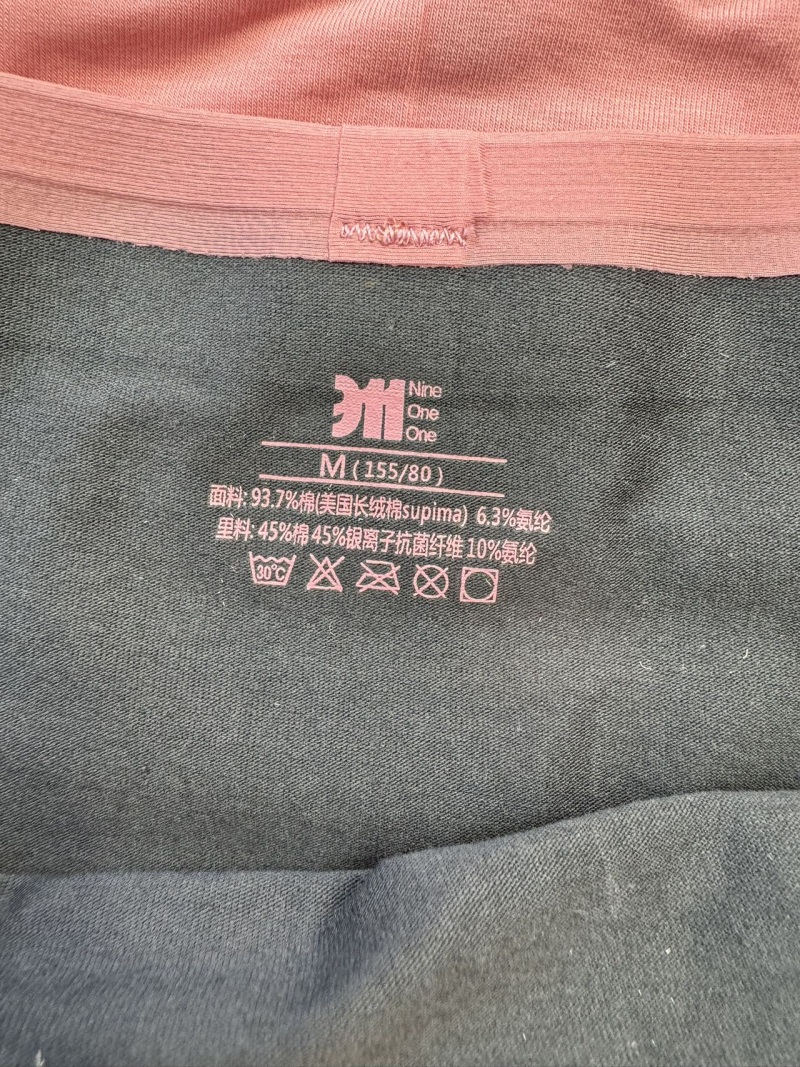 911 Nine
One
One
M (155/80)
面料: 93.7%棉(美国长绒棉supima) 6.3%氨纶
里料: 45%棉 45%银离子抗菌纤维 10%氨纶
30℃